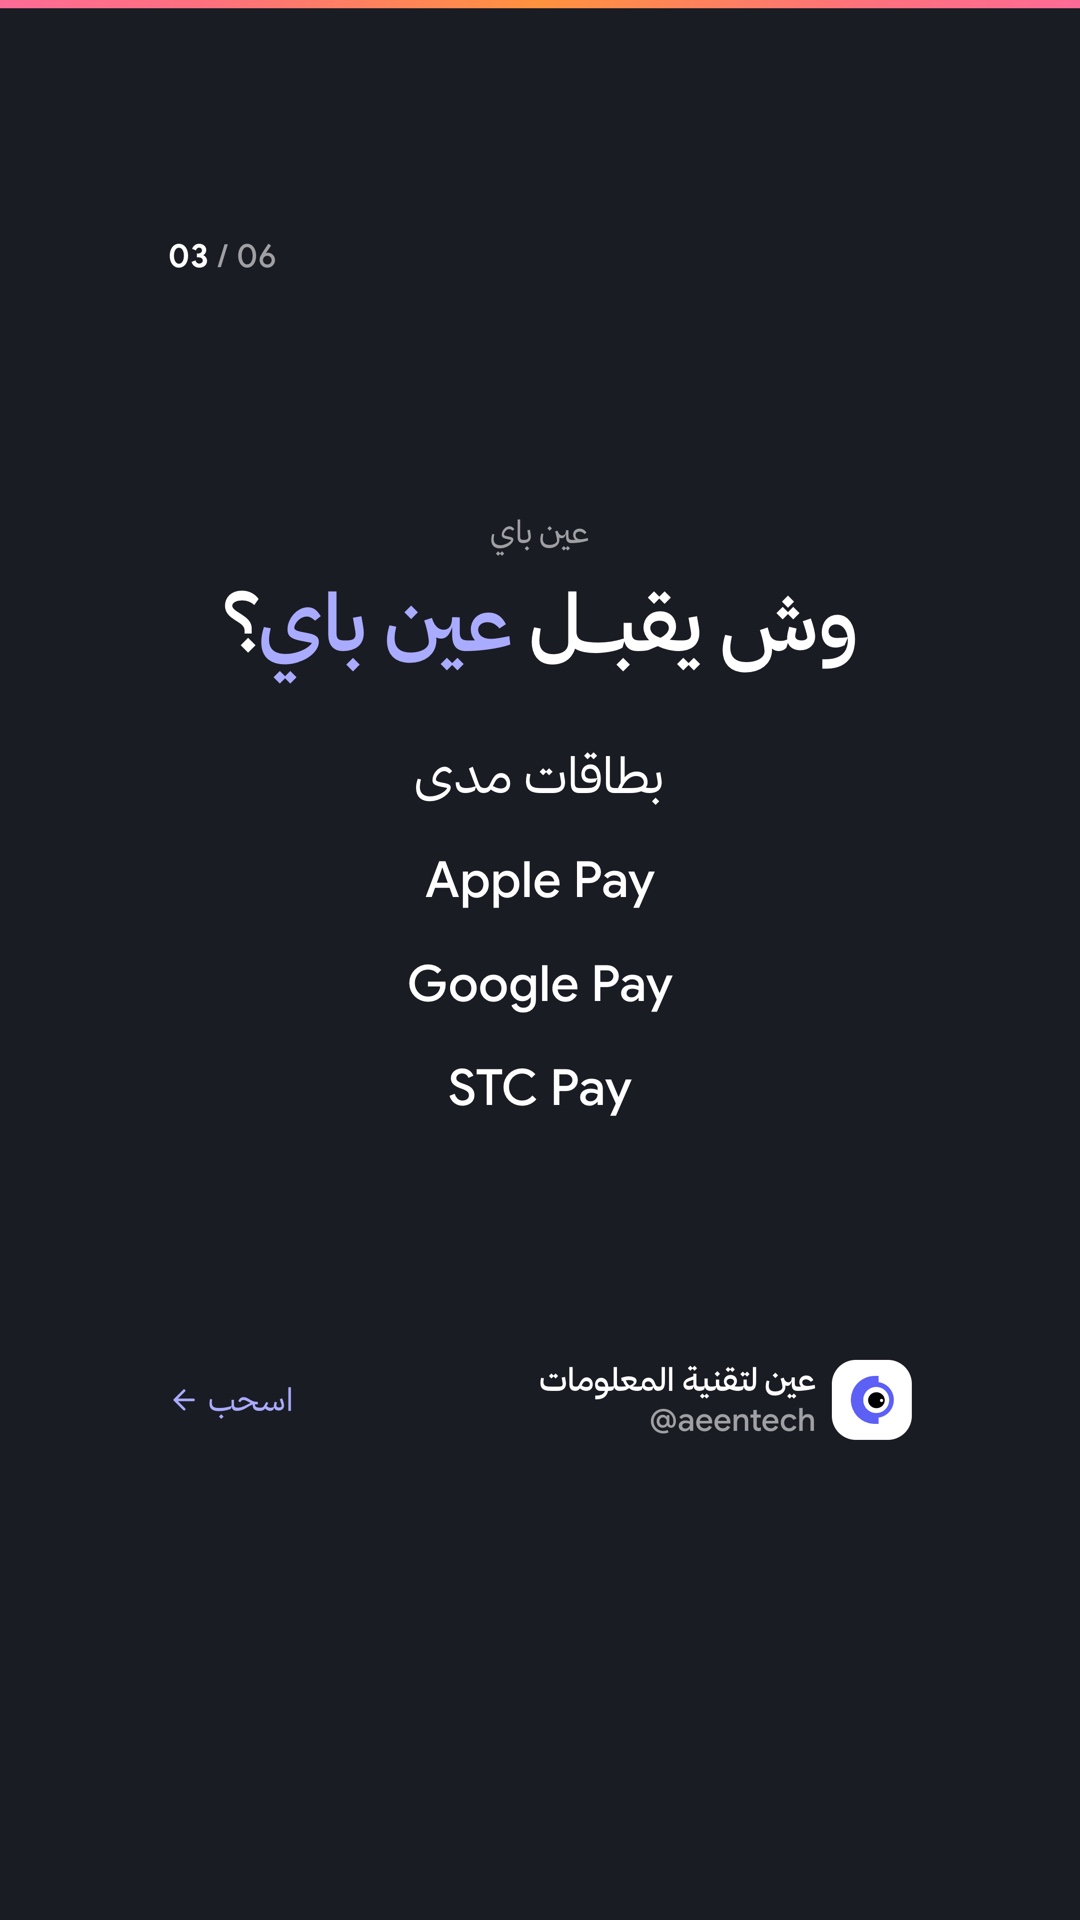 03 / 06
عين باي
وش يقبـل عين باي؟
بطاقات مدى
Apple Pay
Google Pay
STC Pay
عين لتقنية المعلومات
@aeentech
اسحب ←